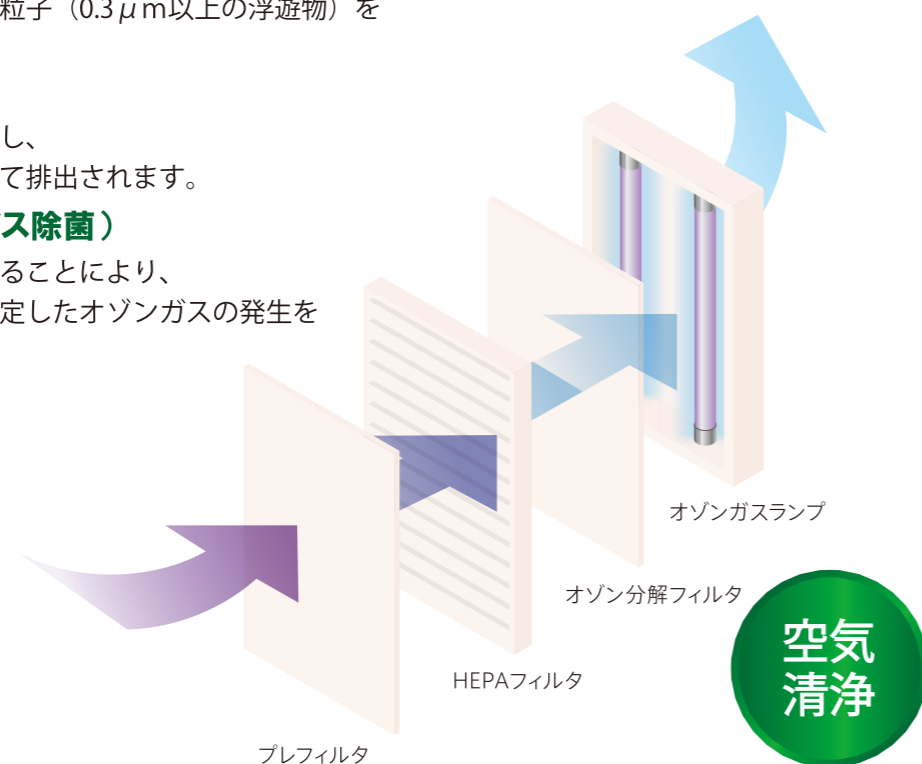 粒子（0.3μm以上の浮遊物）を
し、
て排出されます。
ス除菌）
ることにより、
定したオゾンガスの発生を
オゾンガスランプ
オゾン分解フィルタ
HEPAフィルタ
プレフィルタ
空気
清浄